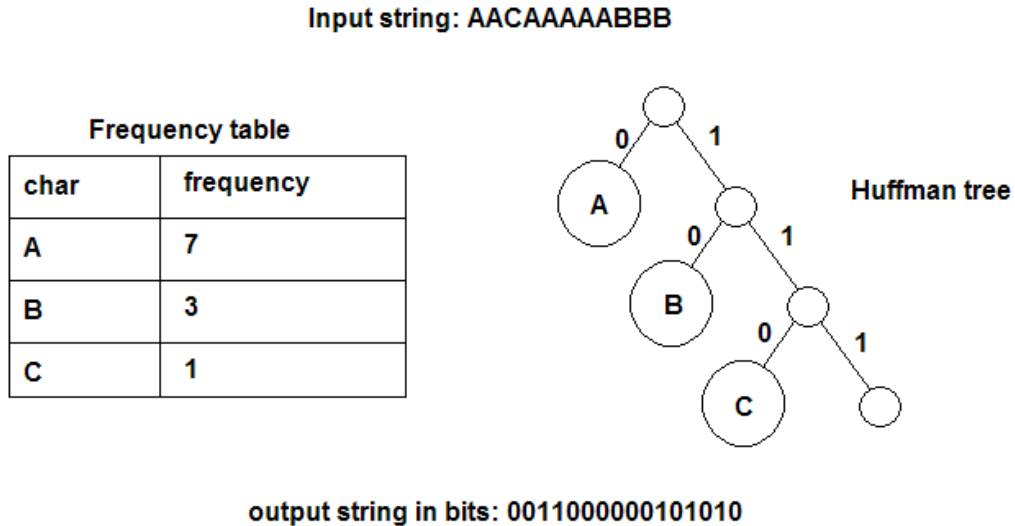 Input string: AACAAAAABBB
Frequency table
char frequency
A 7
B 3
C 1
0 1
A
Huffman tree
0 1
B
0 1
C
output string in bits: 0011000000101010